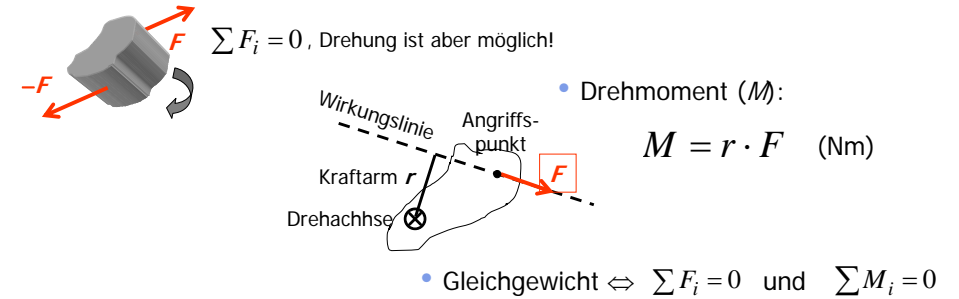 F
−F
∑ F_i = 0 , Drehung ist aber möglich!
• Drehmoment (M):
M = r · F (Nm)
Wirkungslinie
Angriffs-
punkt
F
Kraftarm r
Drehachhse
• Gleichgewicht ⇔ ∑ F_i = 0 und ∑ M_i = 0